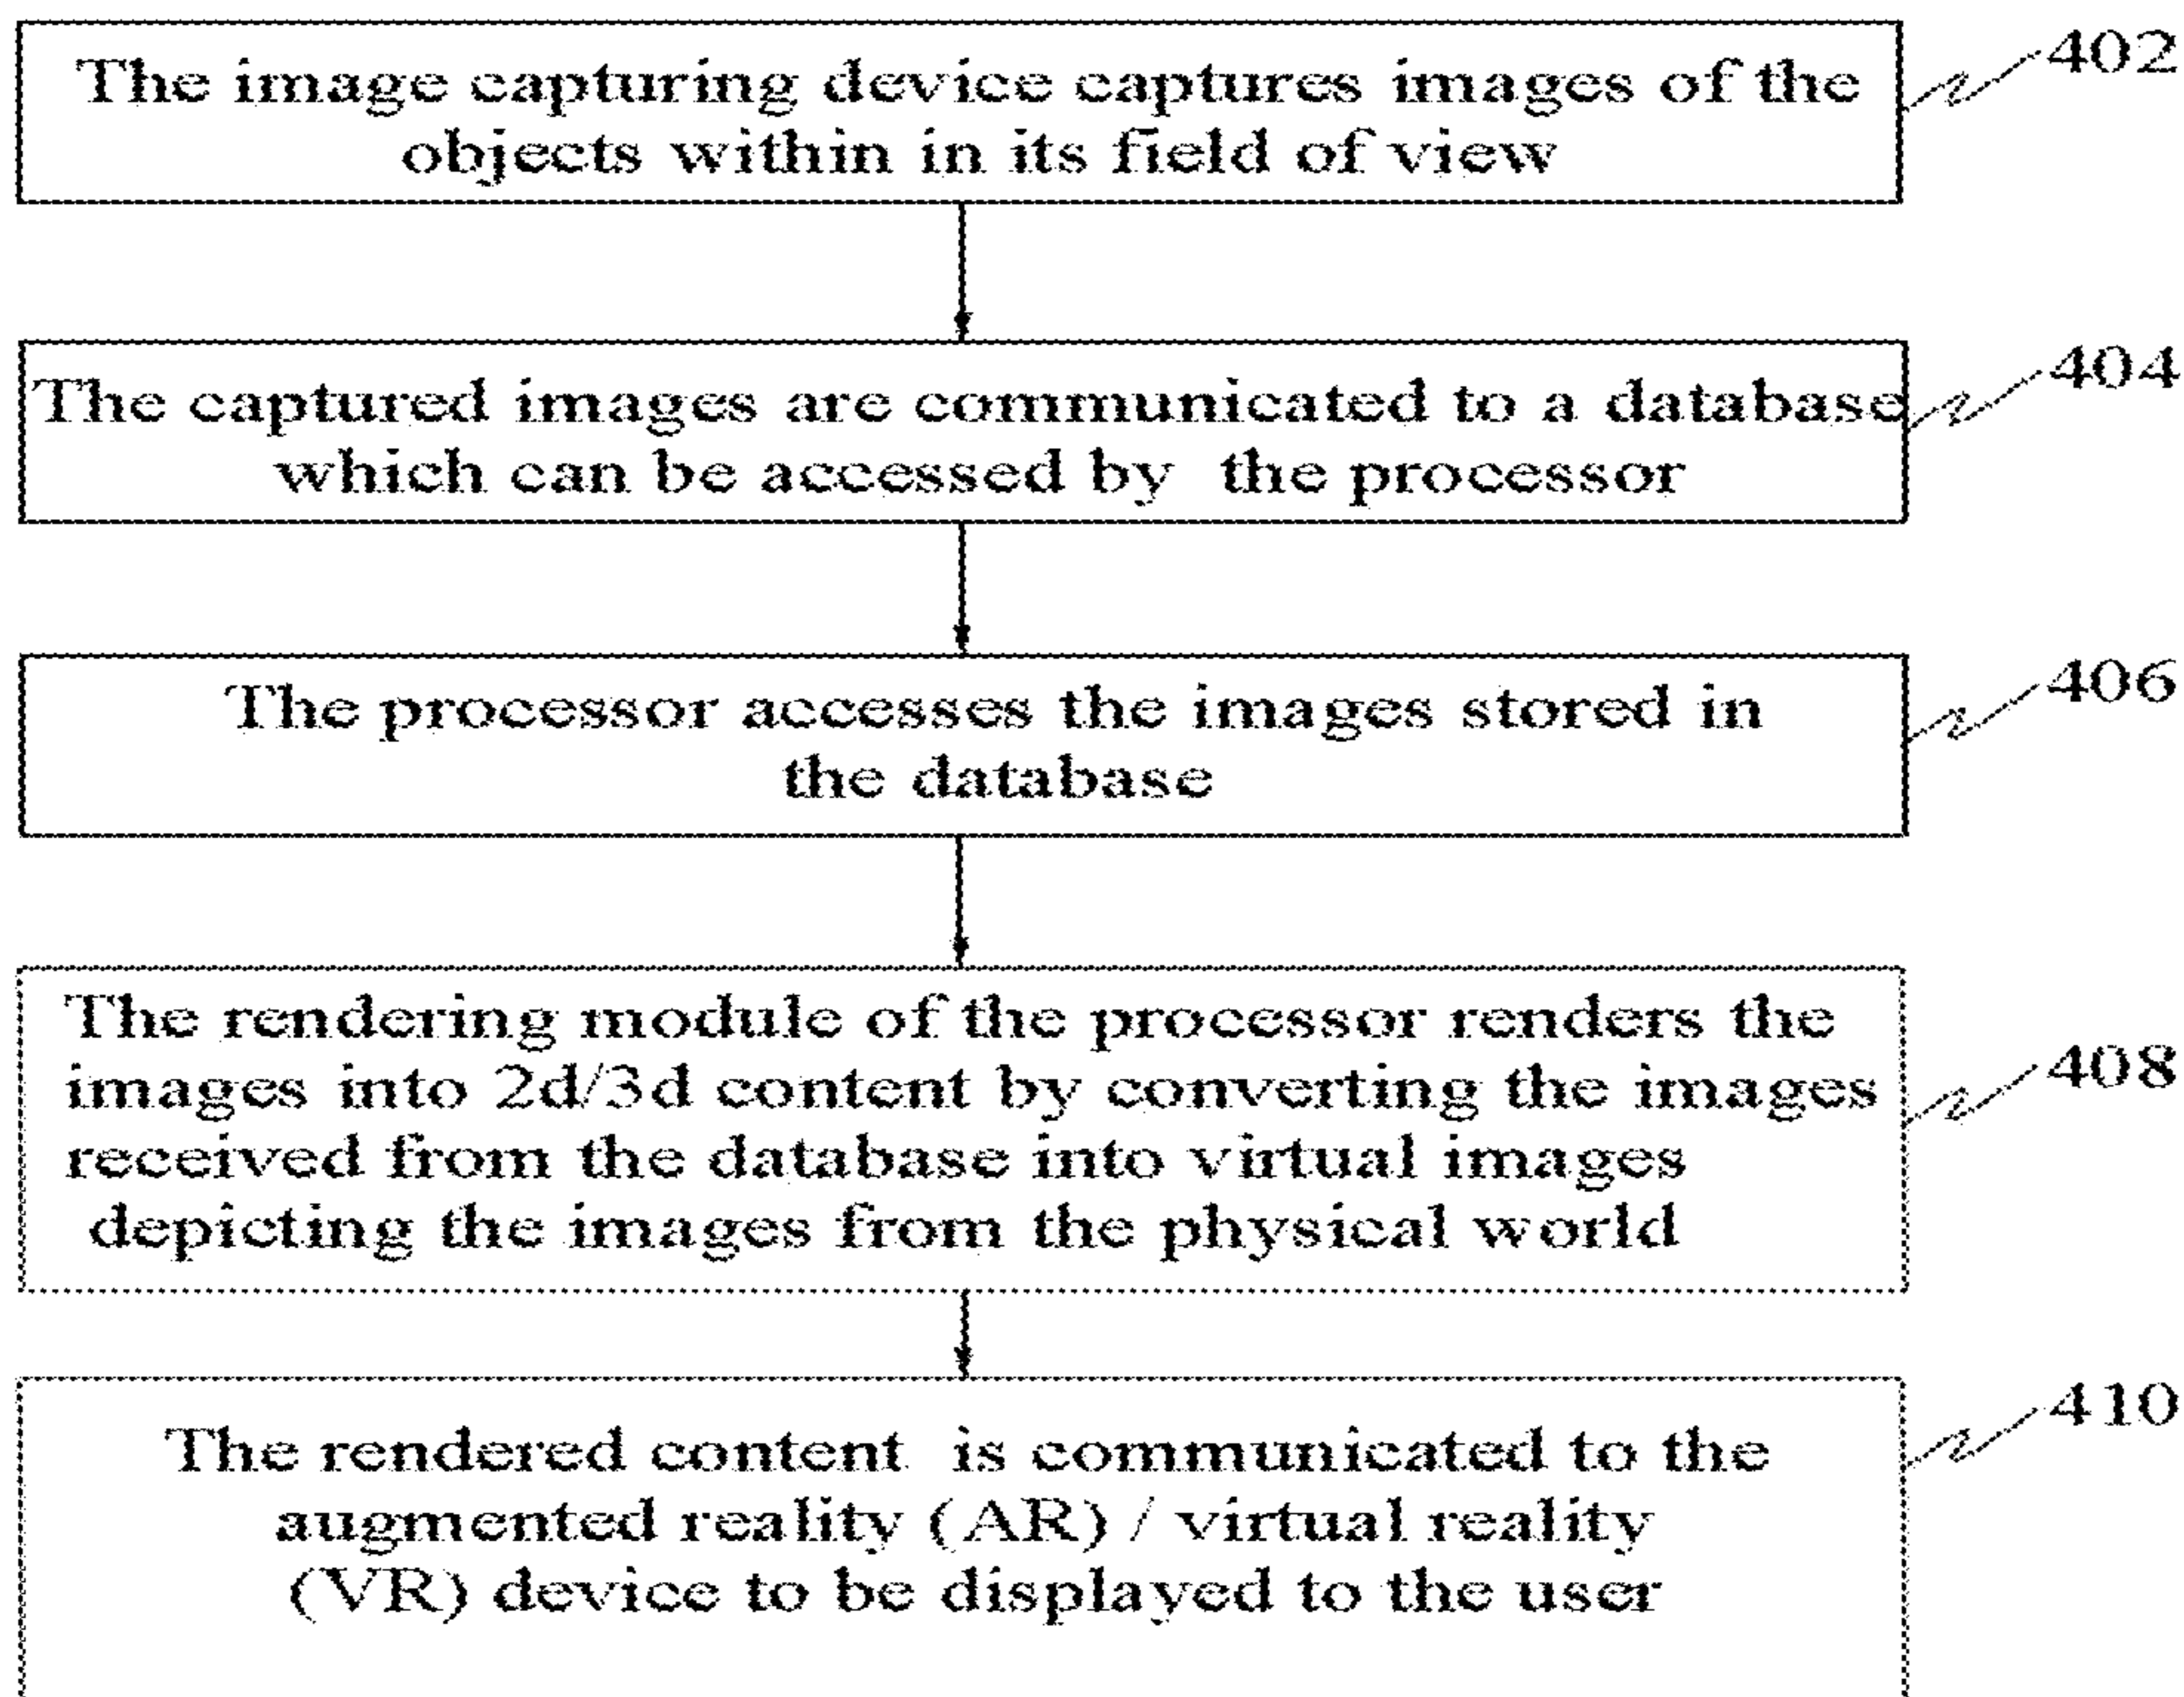 The image capturing device captures images of the
objects within in its field of view
402
The captured images are communicated to a database
which can be accessed by the processor
404
The processor accesses the images stored in
the database
406
The rendering module of the processor renders the
images into 2d/3d content by converting the images
received from the database into virtual images
depicting the images from the physical world
408
The rendered content is communicated to the
augmented reality (AR) / virtual reality
(VR) device to be displayed to the user
410